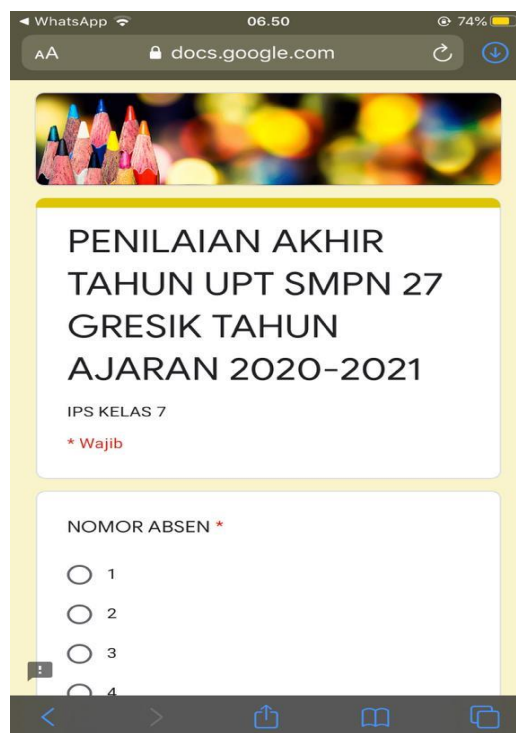 WhatsApp 06.50 74%
AA docs.google.com
PENILAIAN AKHIR
TAHUN UPT SMPN 27
GRESIK TAHUN
AJARAN 2020-2021
IPS KELAS 7
* Wajib
NOMOR ABSEN *
1
2
3
4